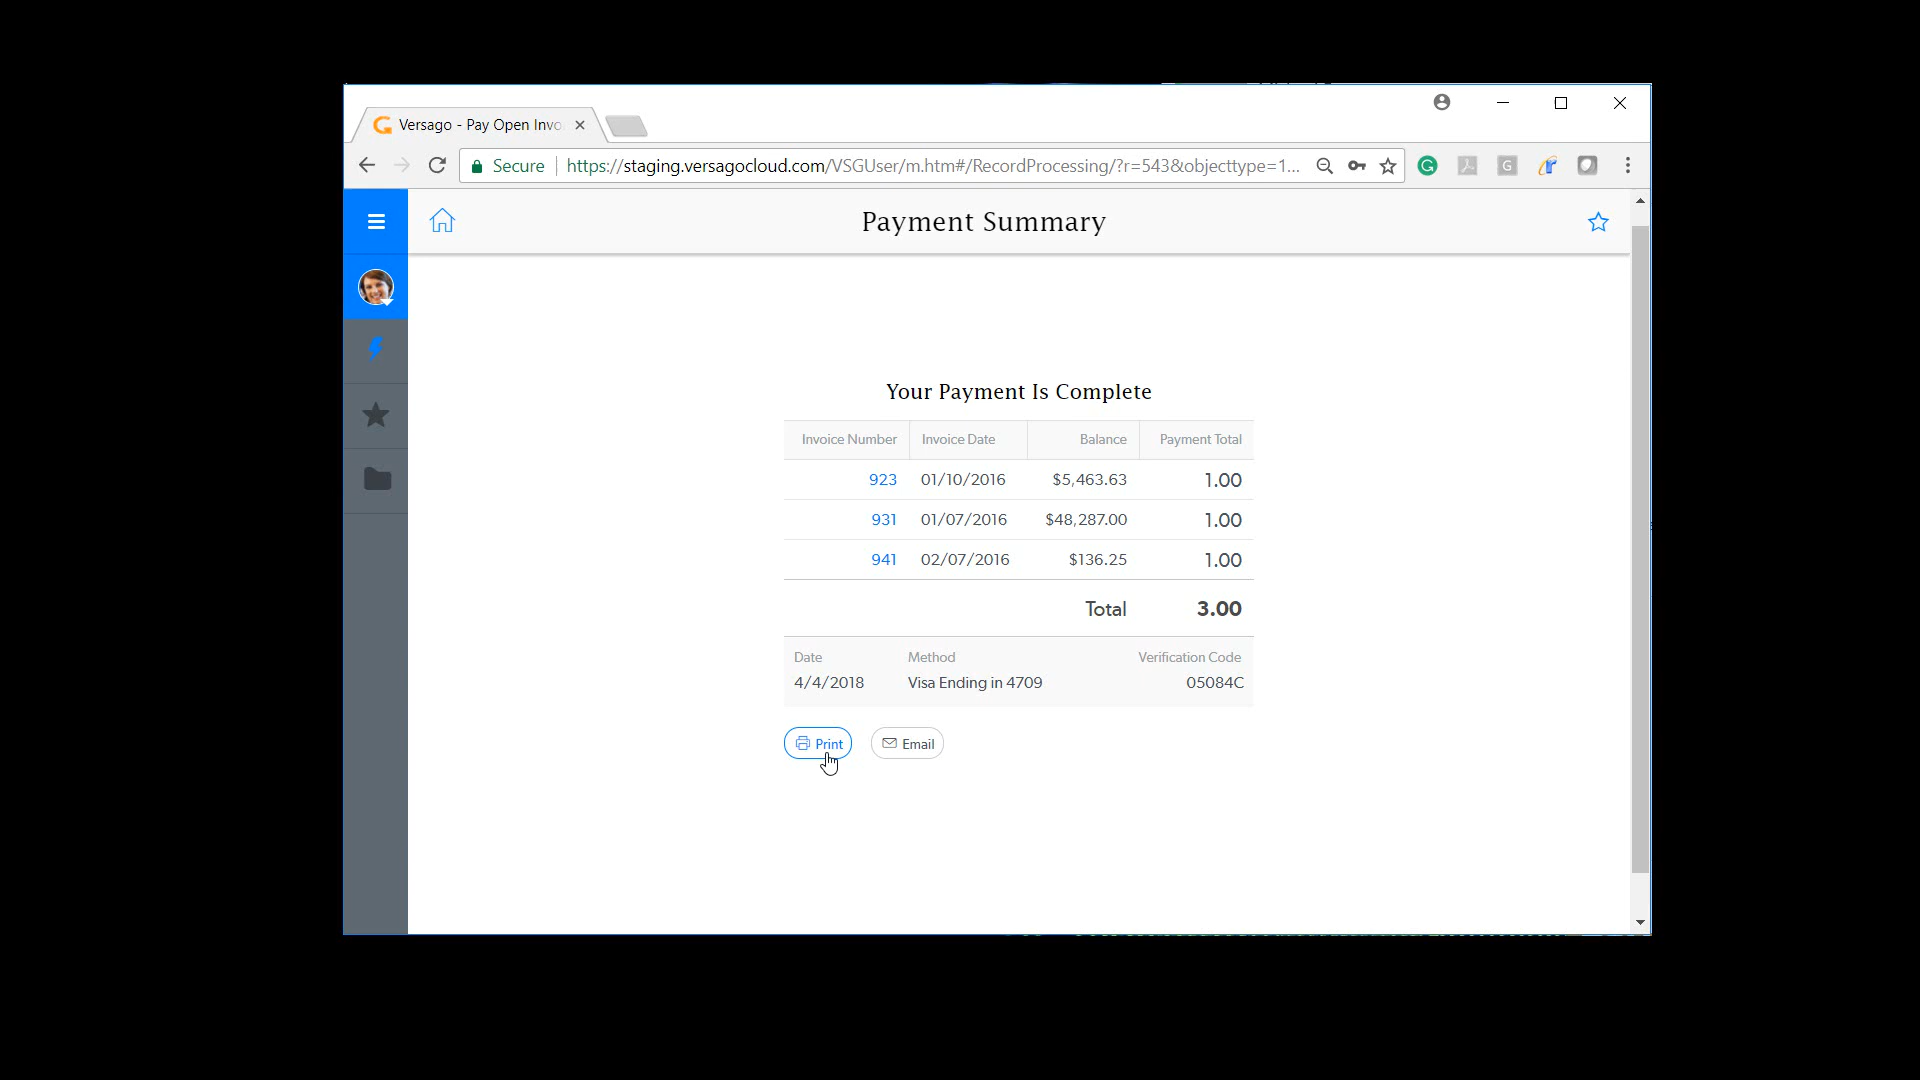 Versago - Pay Open Invo
Secure https://staging.versagocloud.com/VSGUser/m.htm#/RecordProcessing/?r=543&objecttype=1...
Payment Summary
Your Payment Is Complete
Invoice Number Invoice Date Balance Payment Total
923 01/10/2016 $5,463.63 1.00
931 01/07/2016 $48,287.00 1.00
941 02/07/2016 $136.25 1.00
Total 3.00
Date Method Verification Code
4/4/2018 Visa Ending in 4709 05084C
Print Email